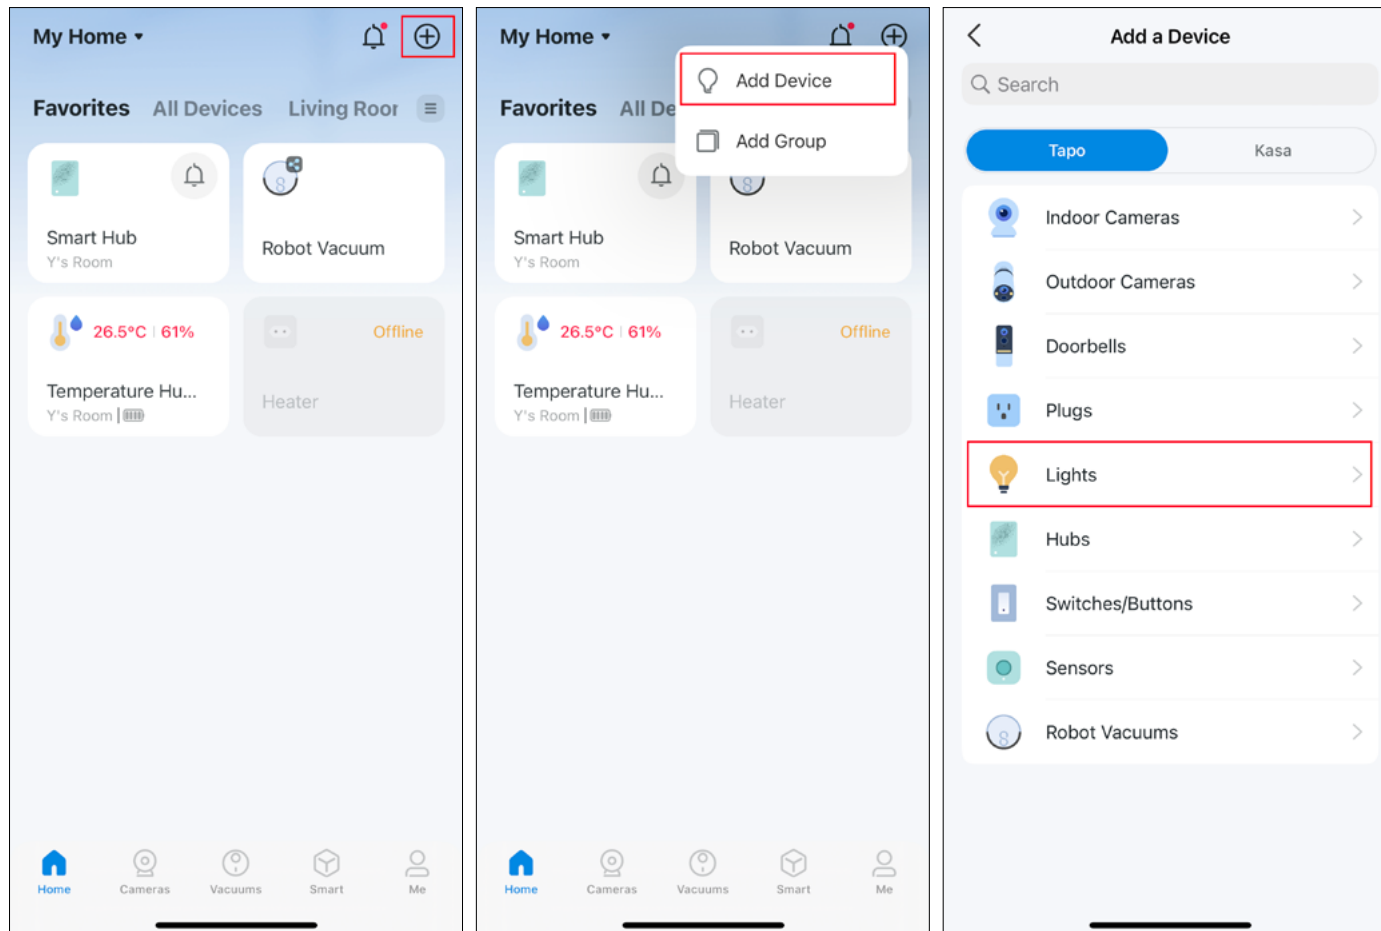 My Home
Favorites All Devices Living Roor
Smart Hub
Y's Room
8
Robot Vacuum
26.5°C 61%
Temperature Hu...
Y's Room
Offline
Heater
Home Cameras Vacuums Smart Me
My Home
Add Device
Add Group
Favorites All De
Smart Hub
Y's Room
8
Robot Vacuum
26.5°C 61%
Temperature Hu...
Y's Room
Offline
Heater
Home Cameras Vacuums Smart Me
Add a Device
Search
Tapo Kasa
Indoor Cameras
Outdoor Cameras
Doorbells
Plugs
Lights
Hubs
Switches/Buttons
Sensors
8
Robot Vacuums